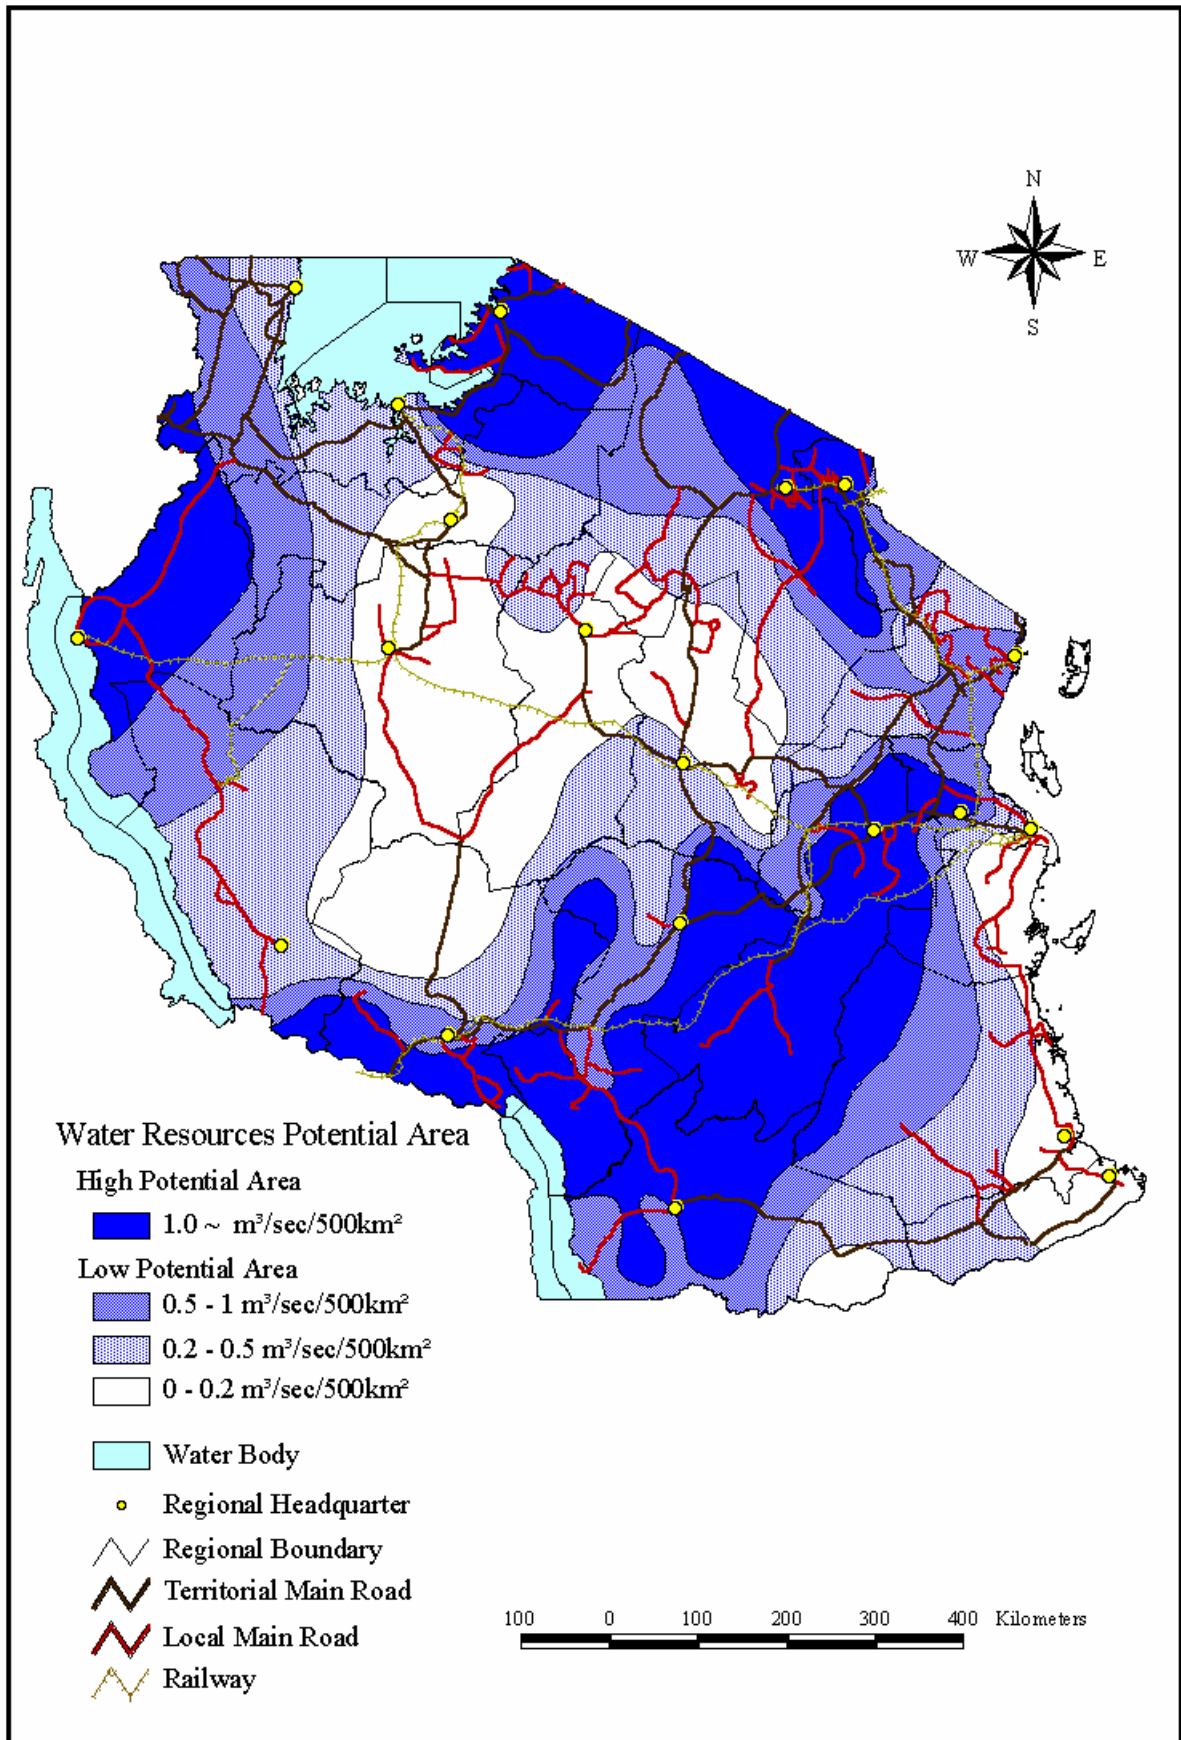 N
W E
S
Water Resources Potential Area
High Potential Area
1.0 ~ m³/sec/500km²
Low Potential Area
0.5 - 1 m³/sec/500km²
0.2 - 0.5 m³/sec/500km²
0 - 0.2 m³/sec/500km²
Water Body
Regional Headquarter
Regional Boundary
Territorial Main Road
Local Main Road
Railway
100 0 100 200 300 400 Kilometers